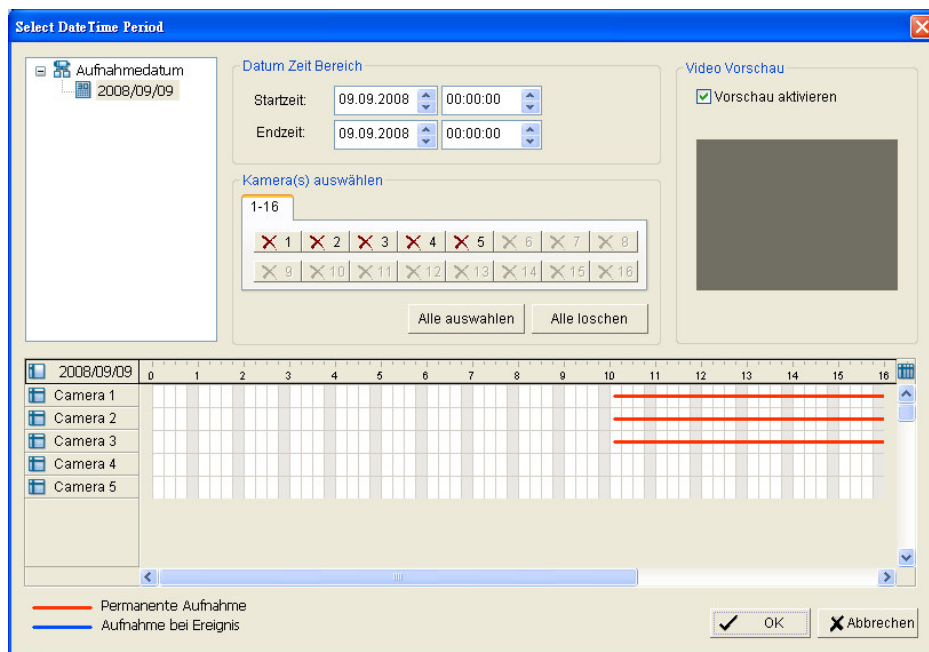 Select DateTime Period
Aufnahmedatum
2008/09/09
Datum Zeit Bereich
Startzeit: 09.09.2008 00:00:00
Endzeit: 09.09.2008 00:00:00
Kamera(s) auswählen
1-16
1 2 3 4 5 6 7 8
9 10 11 12 13 14 15 16
Alle auswahlen Alle loschen
Video Vorschau
Vorschau aktivieren
2008/09/09 0 1 2 3 4 5 6 7 8 9 10 11 12 13 14 15 16
Camera 1
Camera 2
Camera 3
Camera 4
Camera 5
Permanente Aufnahme
Aufnahme bei Ereignis
OK Abbrechen